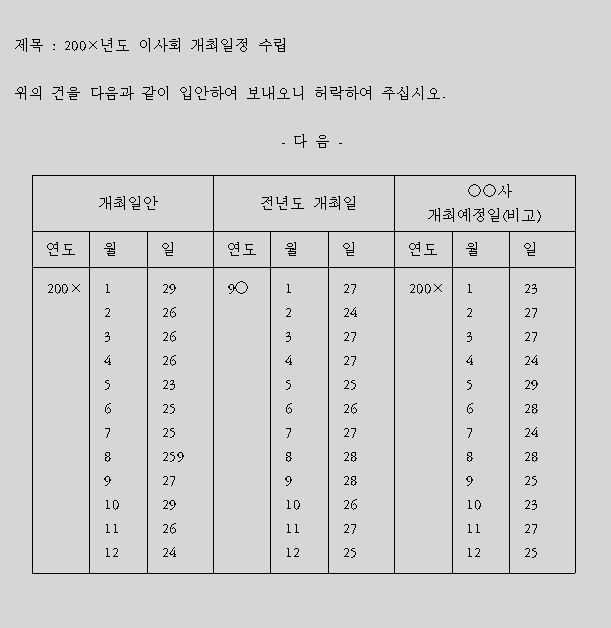 제목 : 200×년도 이사회 개최일정 수립
위의 건을 다음과 같이 입안하여 보내오니 허락하여 주십시오.
- 다 음 -
개최일안 전년도 개최일 ○○사
개최예정일(비고)
연도 월 일 연도 월 일 연도 월 일
200× 1 29 9○ 1 27 200× 1 23
2 26 2 24 2 27
3 26 3 27 3 27
4 26 4 27 4 24
5 23 5 25 5 29
6 25 6 26 6 28
7 25 7 27 7 24
8 259 8 28 8 28
9 27 9 28 9 25
10 29 10 26 10 23
11 26 11 27 11 27
12 24 12 25 12 25